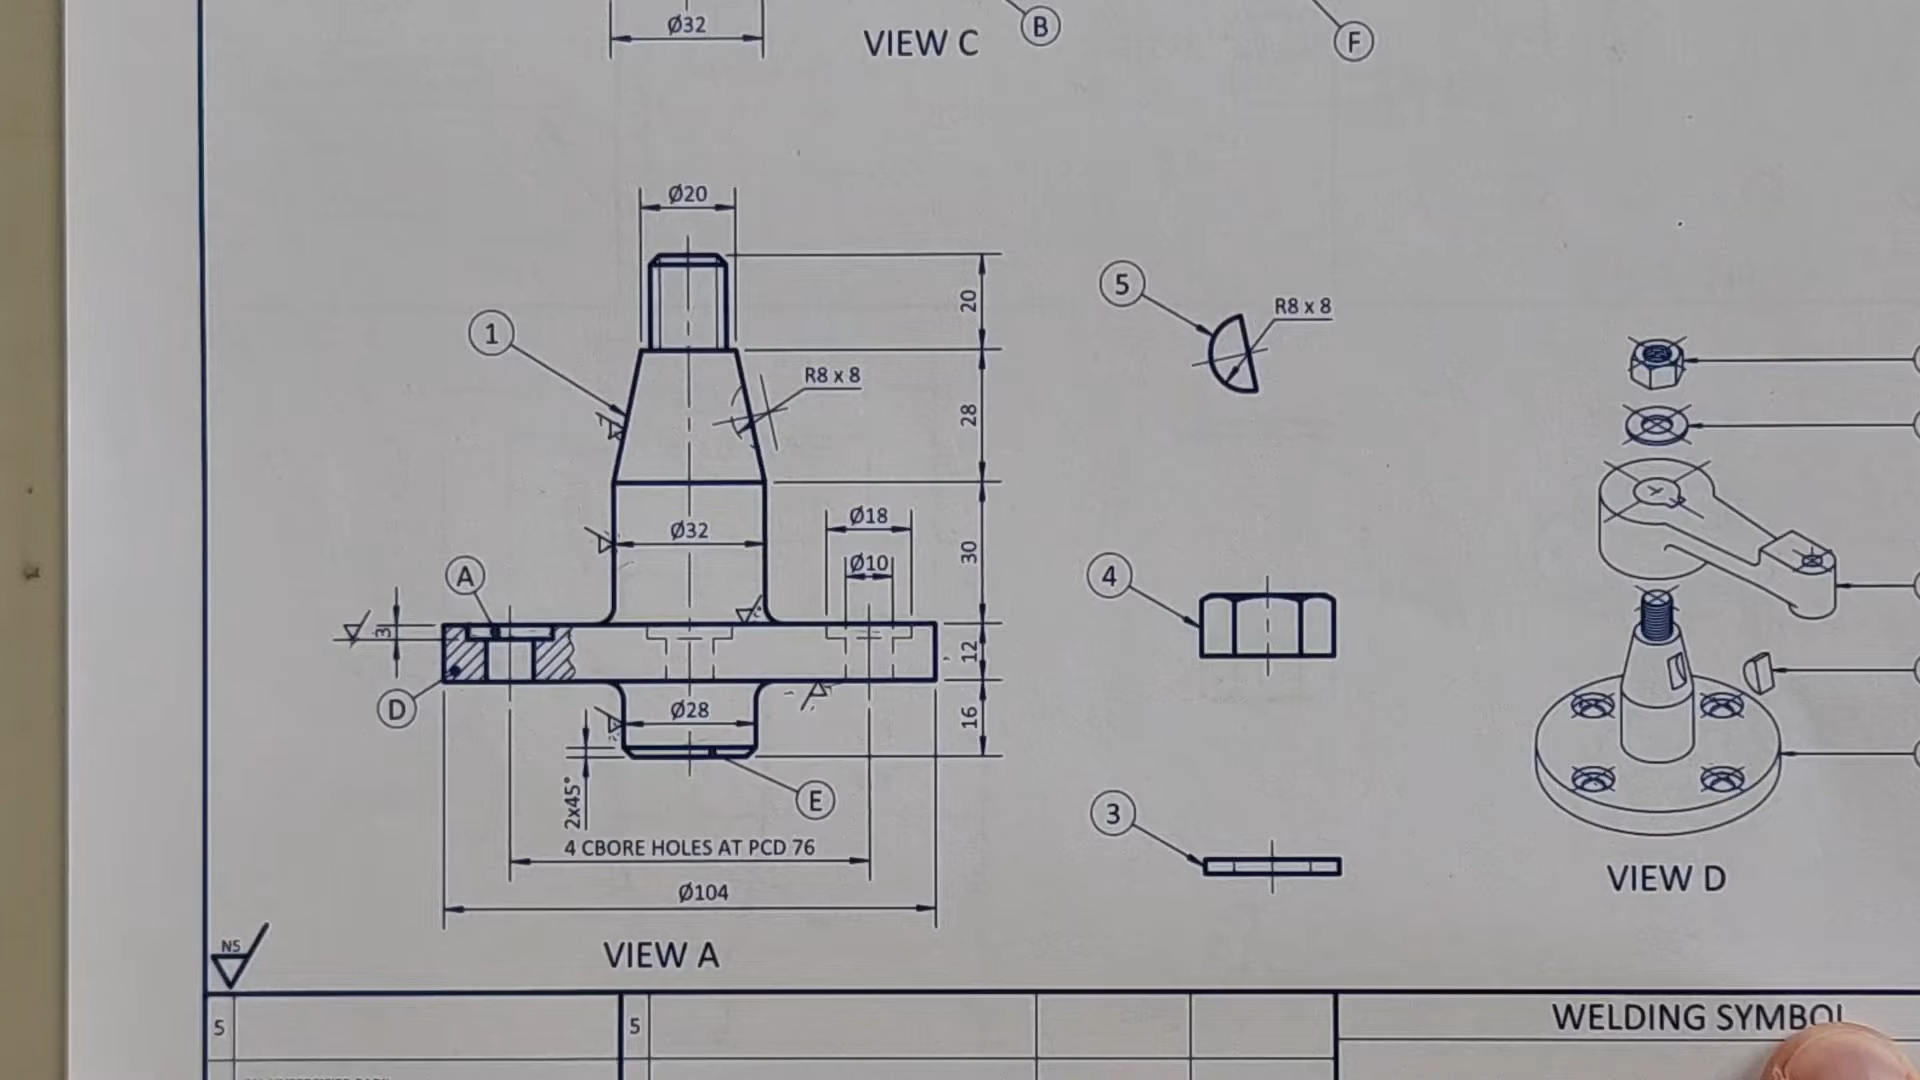 Ø32
VIEW C
B
F
Ø20
20
1
R8 x 8
28
5
R8 x 8
Ø32
Ø18
Ø10
30
A
3
12
4
D
Ø28
16
2x45°
E
4 CBORE HOLES AT PCD 76
3
Ø104
VIEW D
VIEW A
N5
5
5
WELDING SYMBOL